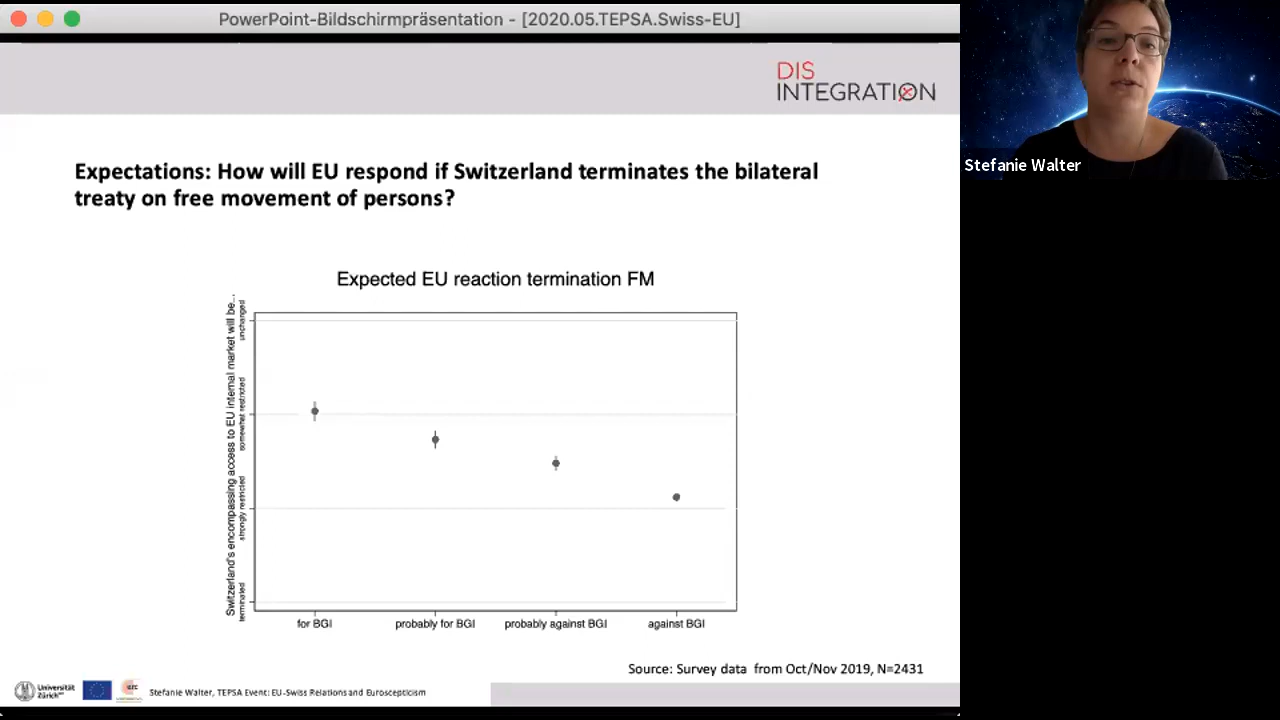 PowerPoint-Bildschirmpräsentation - [2020.05.TEPSA.Swiss-EU]
DIS
INTEGRATION
Stefanie Walter
Expectations: How will EU respond if Switzerland terminates the bilateral
treaty on free movement of persons?
Expected EU reaction termination FM
Switzerland's encompassing access to EU internal market will be...
unchanged
somewhat restricted
strongly restricted
terminated
for BGI
probably for BGI
probably against BGI
against BGI
Source: Survey data from Oct/Nov 2019, N=2431
Universität
Zürich
erc
Stefanie Walter, TEPSA Event: EU-Swiss Relations and Euroscepticism